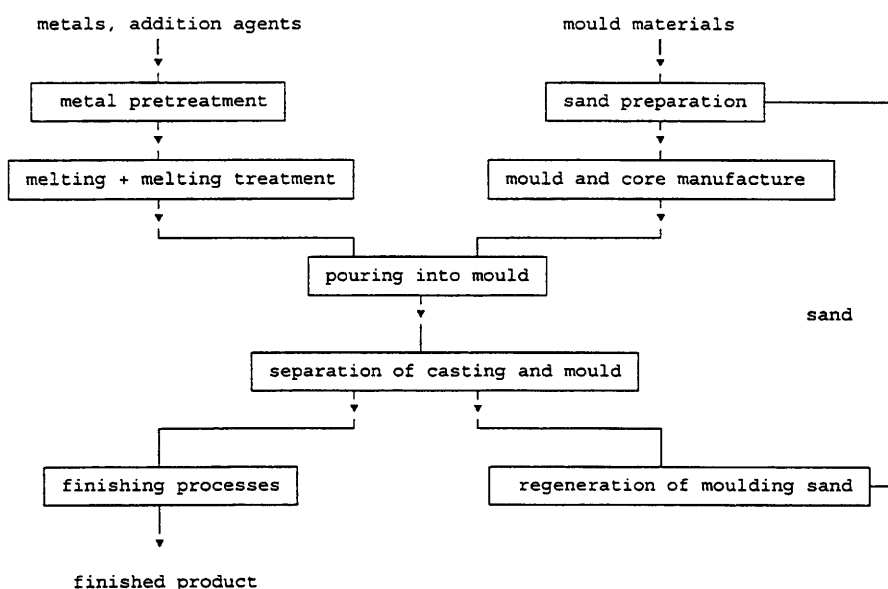 metals, addition agents
mould materials
metal pretreatment
sand preparation
melting + melting treatment
mould and core manufacture
pouring into mould
sand
separation of casting and mould
finishing processes
regeneration of moulding sand
finished product